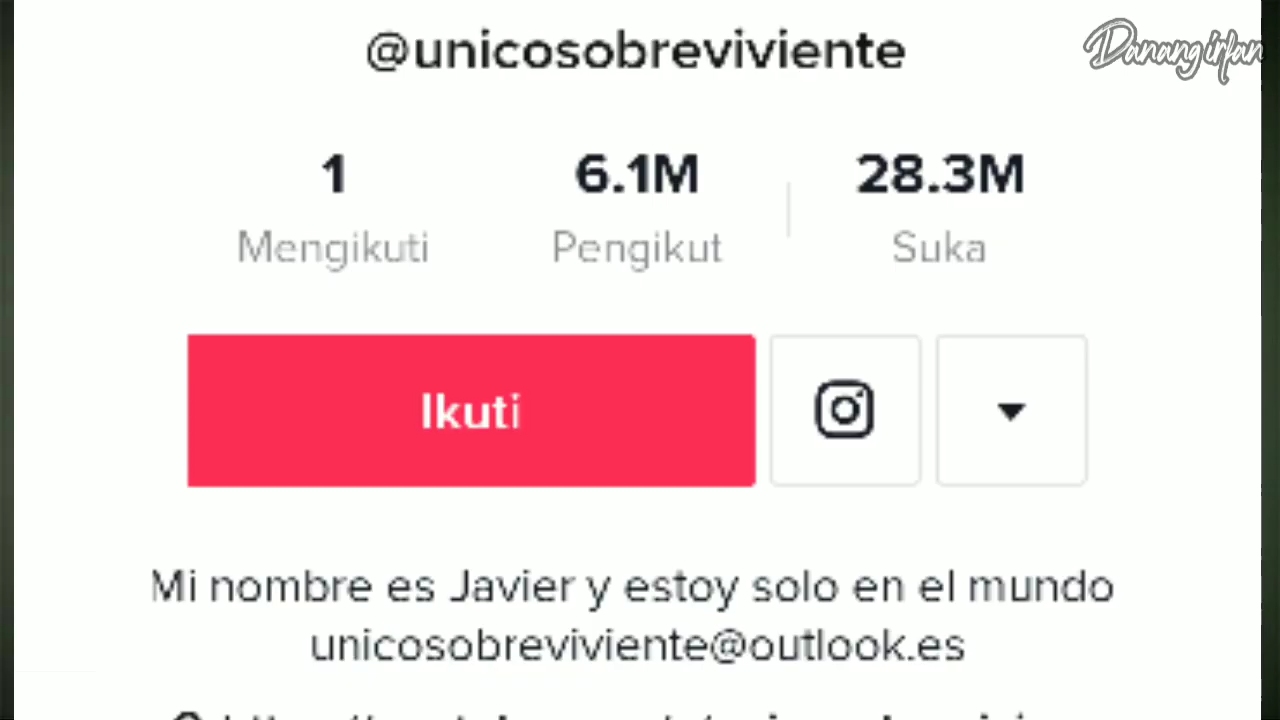 @unicosobreviviente
Danangirfan
1 6.1M 28.3M
Mengikuti Pengikut Suka
Ikuti
Mi nombre es Javier y estoy solo en el mundo
unicosobreviviente@outlook.es